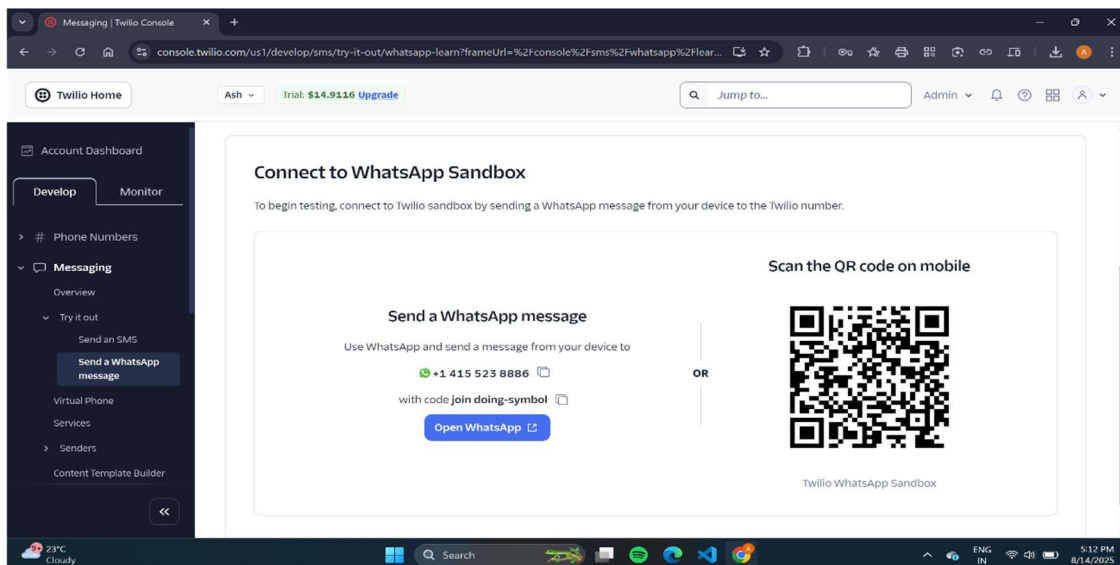 Messaging | Twilio Console
console.twilio.com/us1/develop/sms/try-it-out/whatsapp-learn?frameUrl=%2Fconsole%2Fsms%2Fwhatsapp%2Flear...
Twilio Home
Ash
Trial: $14.9116 Upgrade
Jump to...
Admin
Account Dashboard
Develop
Monitor
# Phone Numbers
Messaging
Overview
Try it out
Send an SMS
Send a WhatsApp
message
Virtual Phone
Services
Senders
Content Template Builder
Connect to WhatsApp Sandbox
To begin testing, connect to Twilio sandbox by sending a WhatsApp message from your device to the Twilio number.
Send a WhatsApp message
Use WhatsApp and send a message from your device to
+1 415 523 8886
with code join doing-symbol
Open WhatsApp
OR
Scan the QR code on mobile
Twilio WhatsApp Sandbox
9+
23°C
Cloudy
Search
ENG
IN
5:12 PM
8/14/2025